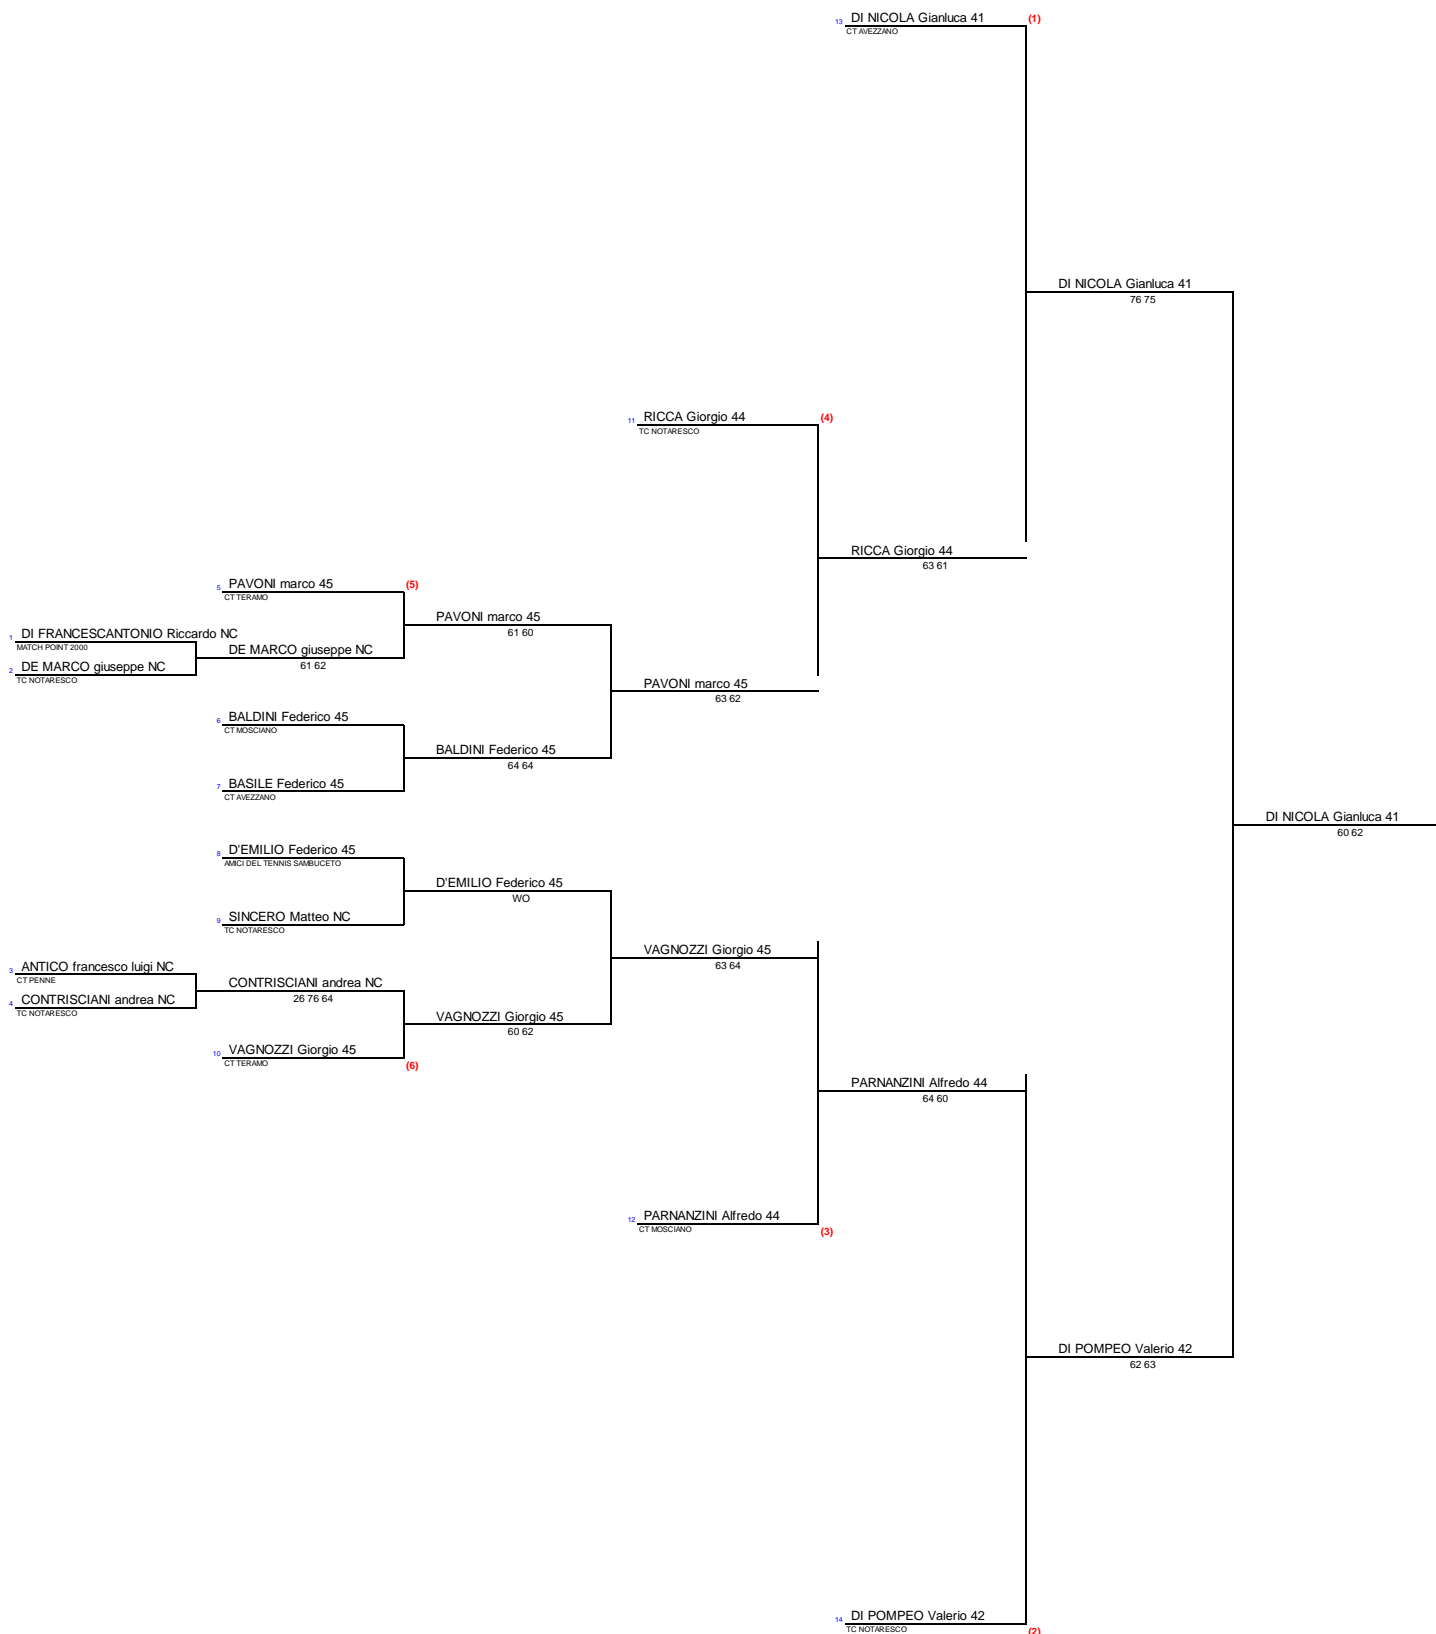 13 DI NICOLA Gianluca 41 (1)
CT AVEZZANO
DI NICOLA Gianluca 41
76 75
11 RICCA Giorgio 44 (4)
TC NOTARESCO
RICCA Giorgio 44
63 61
5 PAVONI marco 45 (5)
CT TERAMO
PAVONI marco 45
61 60
1 DI FRANCESCANTONIO Riccardo NC
MATCH POINT 2000
DE MARCO giuseppe NC
61 62
2 DE MARCO giuseppe NC
TC NOTARESCO
PAVONI marco 45
63 62
6 BALDINI Federico 45
CT MOSCIANO
BALDINI Federico 45
64 64
7 BASILE Federico 45
CT AVEZZANO
DI NICOLA Gianluca 41
60 62
8 D'EMILIO Federico 45
AMICI DEL TENNIS SAMBUCETO
D'EMILIO Federico 45
WO
9 SINCERO Matteo NC
TC NOTARESCO
VAGNOZZI Giorgio 45
63 64
3 ANTICO francesco luigi NC
CT PENNE
CONTRISCIANI andrea NC
26 76 64
4 CONTRISCIANI andrea NC
TC NOTARESCO
VAGNOZZI Giorgio 45
60 62
10 VAGNOZZI Giorgio 45
CT TERAMO (6)
PARNANZINI Alfredo 44
64 60
12 PARNANZINI Alfredo 44
CT MOSCIANO (3)
DI POMPEO Valerio 42
62 63
14 DI POMPEO Valerio 42
TC NOTARESCO (2)